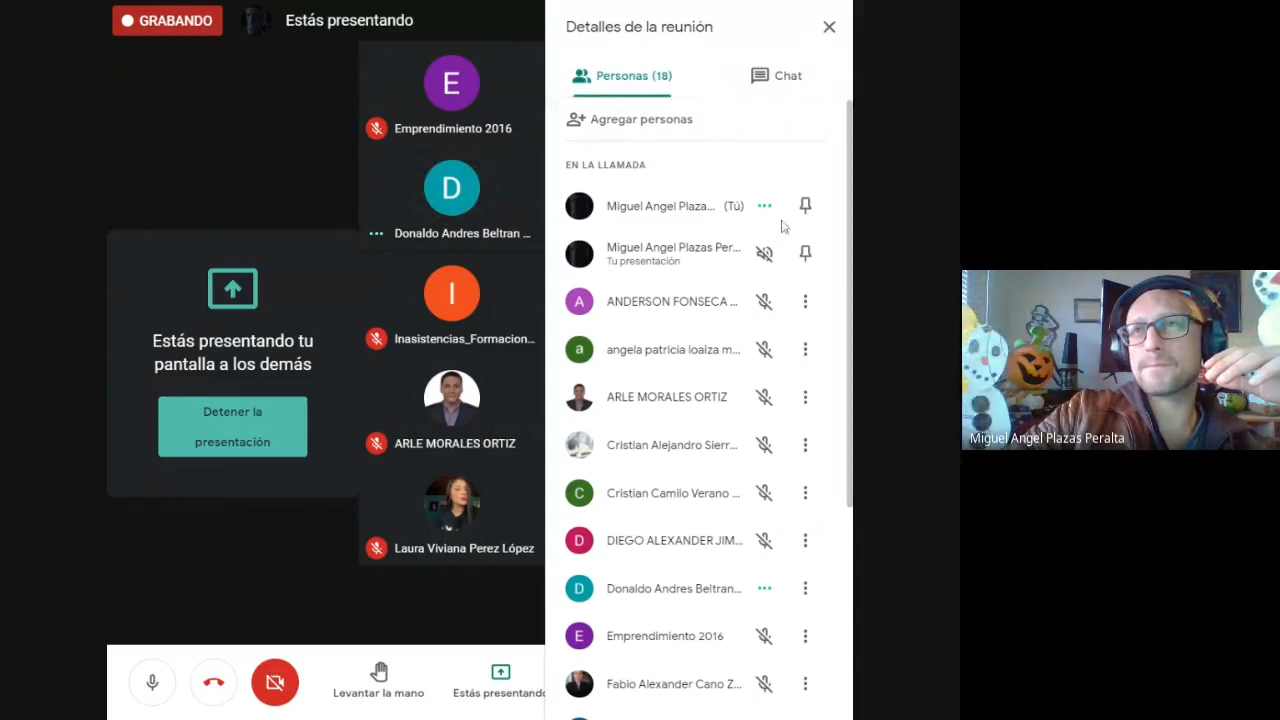 GRABANDO
Estás presentando
E
Emprendimiento 2016
D
Donaldo Andres Beltran ...
Estás presentando tu
pantalla a los demás
Detener la
presentación
I
Inasistencias_Formacion...
ARLE MORALES ORTIZ
Laura Viviana Perez López
Levantar la mano
Estás presentando
Detalles de la reunión
Personas (18)
Chat
Agregar personas
EN LA LLAMADA
Miguel Angel Plaza... (Tú)
Miguel Angel Plazas Per...
Tu presentación
A
ANDERSON FONSECA ...
a
angela patricia loaiza m...
ARLE MORALES ORTIZ
Cristian Alejandro Sierr...
C
Cristian Camilo Verano ...
D
DIEGO ALEXANDER JIM...
D
Donaldo Andres Beltran...
E
Emprendimiento 2016
Fabio Alexander Cano Z...
Miguel Angel Plazas Peralta